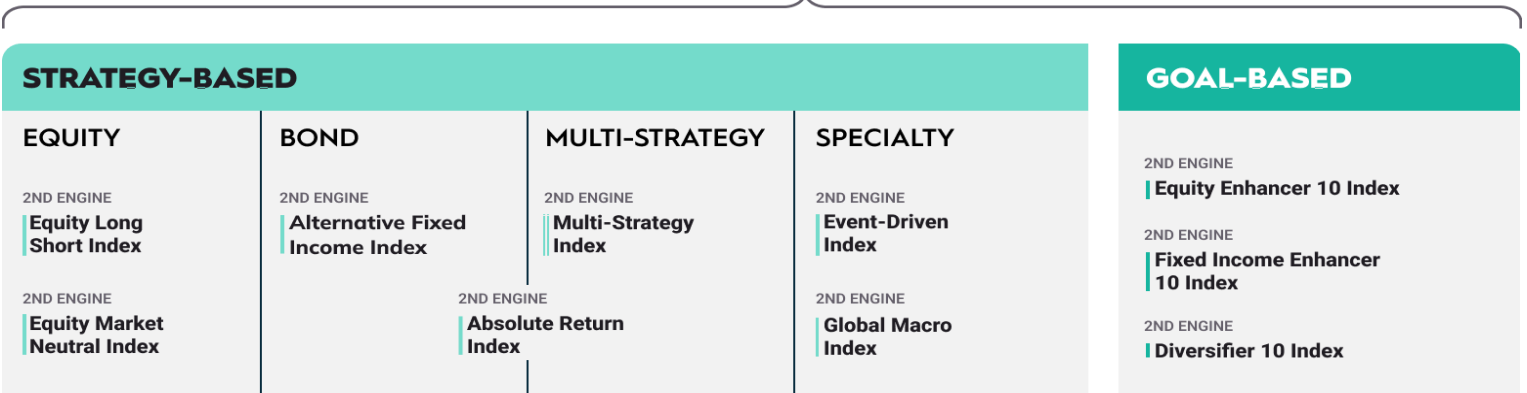 STRATEGY-BASED
EQUITY
2ND ENGINE
Equity Long
Short Index
2ND ENGINE
Equity Market
Neutral Index
BOND
2ND ENGINE
Alternative Fixed
Income Index
MULTI-STRATEGY
2ND ENGINE
Multi-Strategy
Index
2ND ENGINE
Absolute Return
Index
SPECIALTY
2ND ENGINE
Event-Driven
Index
2ND ENGINE
Global Macro
Index
GOAL-BASED
2ND ENGINE
Equity Enhancer 10 Index
2ND ENGINE
Fixed Income Enhancer
10 Index
2ND ENGINE
Diversifier 10 Index